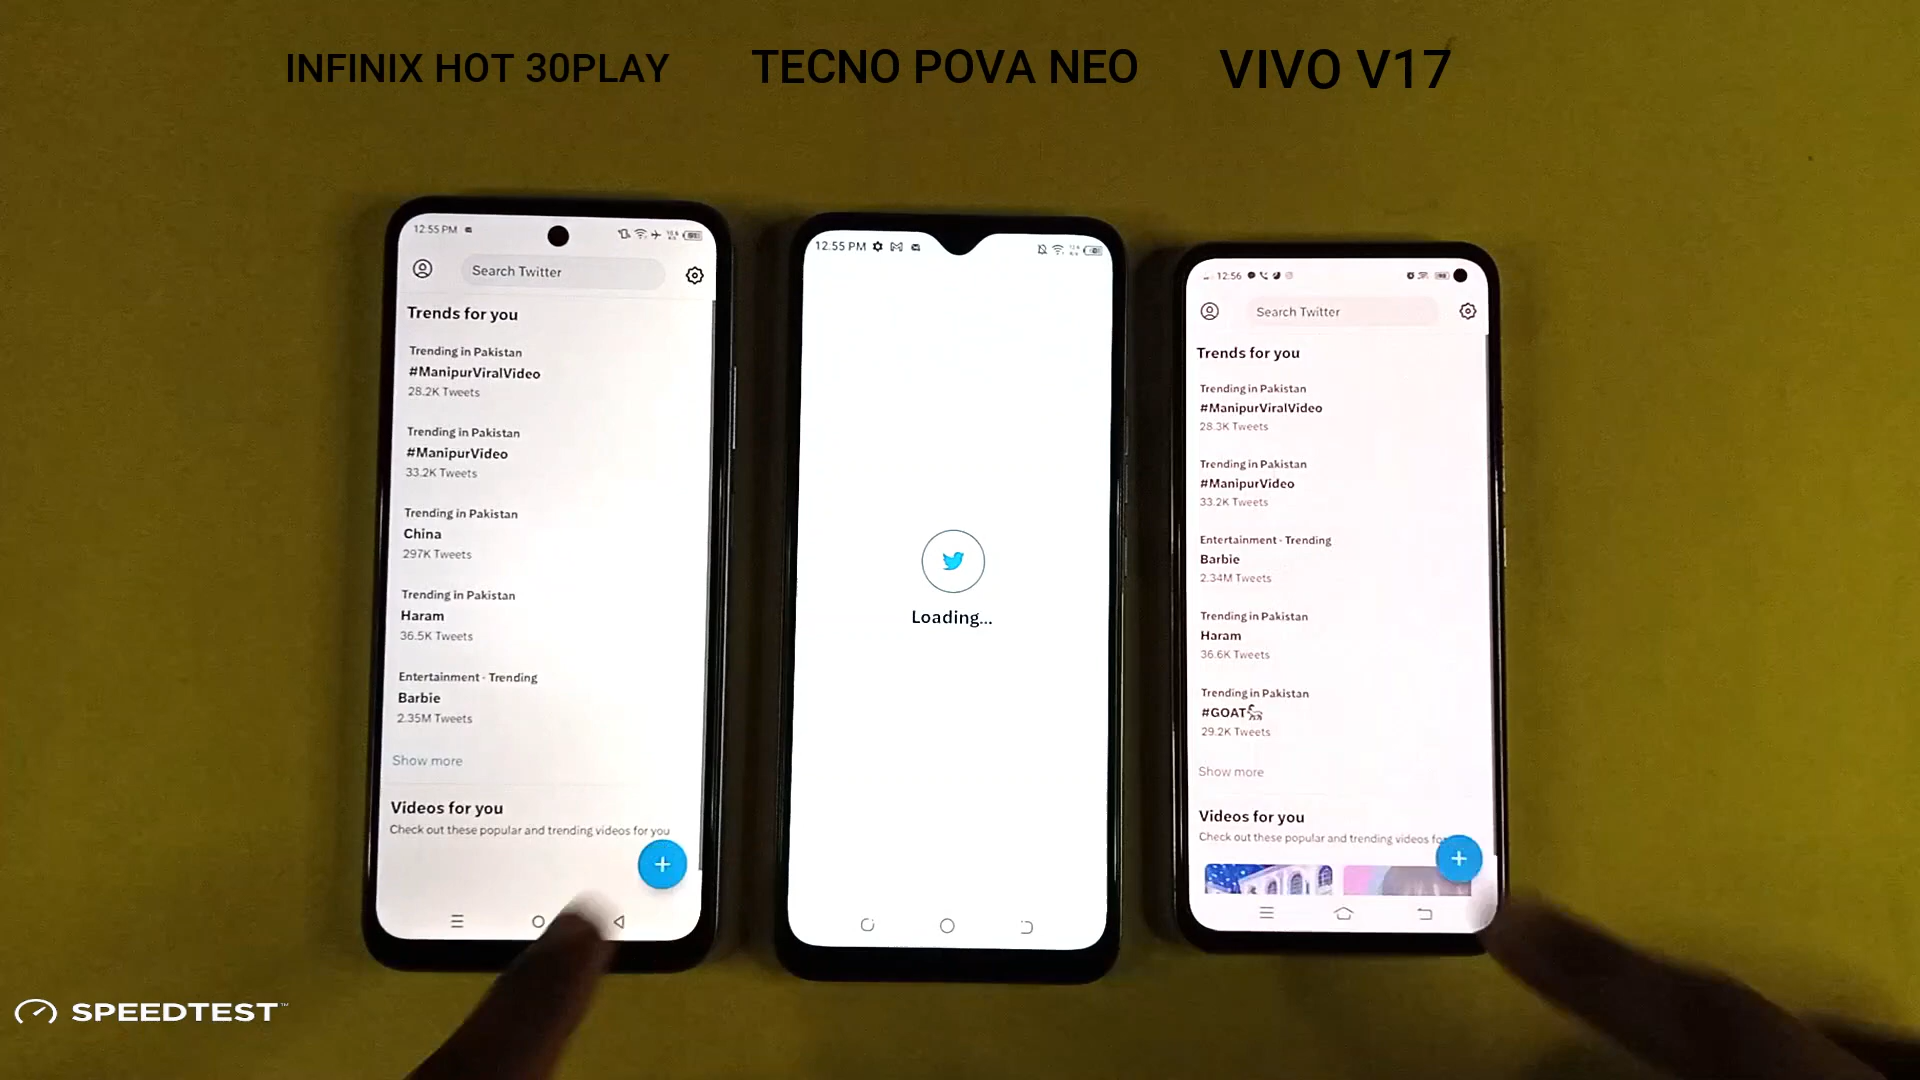 INFINIX HOT 30PLAY
TECNO POVA NEO
VIVO V17
12:55 PM
Search Twitter
Trends for you
Trending in Pakistan
#ManipurViralVideo
28.2K Tweets
Trending in Pakistan
#ManipurVideo
33.2K Tweets
Trending in Pakistan
China
297K Tweets
Trending in Pakistan
Haram
36.5K Tweets
Entertainment · Trending
Barbie
2.35M Tweets
Show more
Videos for you
Check out these popular and trending videos for you
+
12:55 PM
Loading...
12:56
Search Twitter
Trends for you
Trending in Pakistan
#ManipurViralVideo
28.3K Tweets
Trending in Pakistan
#ManipurVideo
33.2K Tweets
Entertainment · Trending
Barbie
2.34M Tweets
Trending in Pakistan
Haram
36.6K Tweets
Trending in Pakistan
#GOAT🐐
29.2K Tweets
Show more
Videos for you
Check out these popular and trending videos for
+
SPEEDTEST™